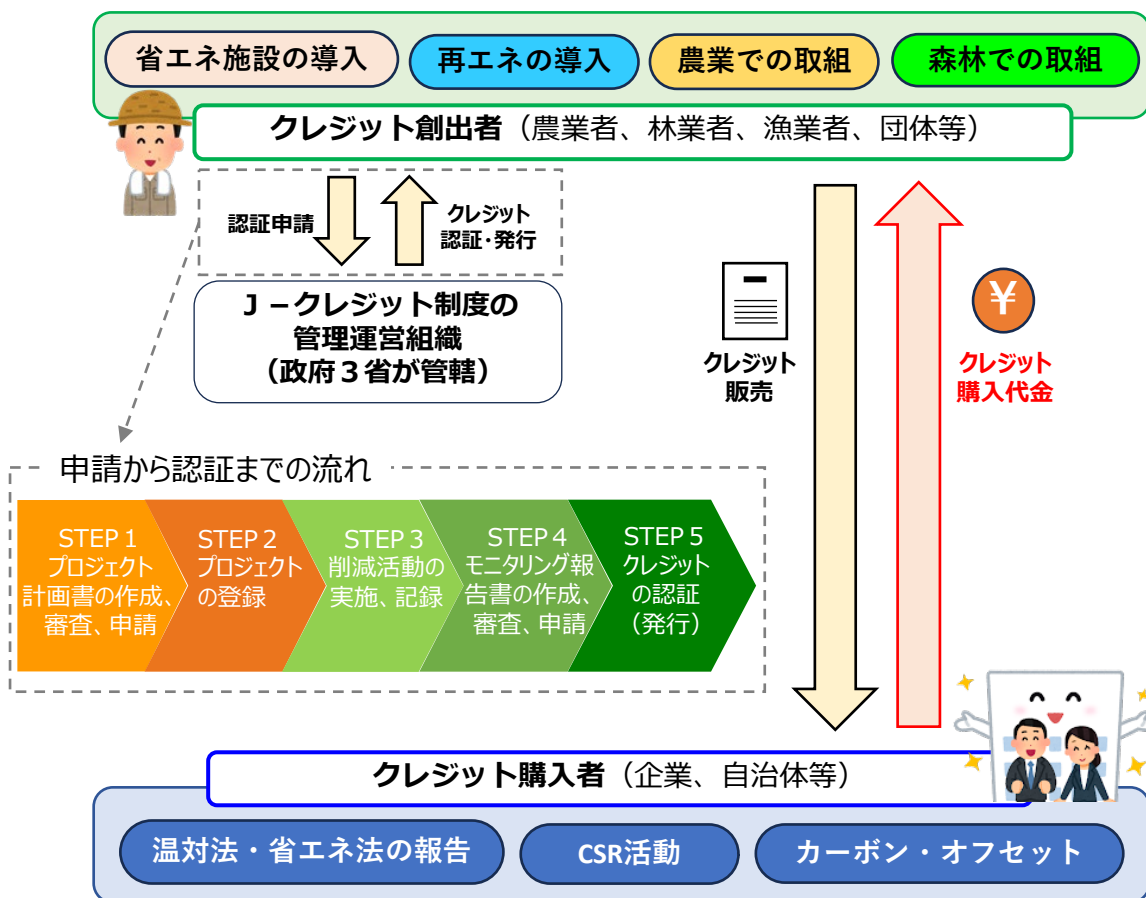 省エネ施設の導入
再エネの導入
農業での取組
森林での取組
クレジット創出者（農業者、林業者、漁業者、団体等）
認証申請
クレジット
認証・発行
Ｊ－クレジット制度の
管理運営組織
（政府３省が管轄）
クレジット
販売
¥
クレジット
購入代金
申請から認証までの流れ
STEP１
プロジェクト
計画書の作成、
審査、申請
STEP２
プロジェクト
の登録
STEP３
削減活動の
実施、記録
STEP４
モニタリング報
告書の作成、
審査、申請
STEP５
クレジット
の認証
（発行）
クレジット購入者（企業、自治体等）
温対法・省エネ法の報告
CSR活動
カーボン・オフセット